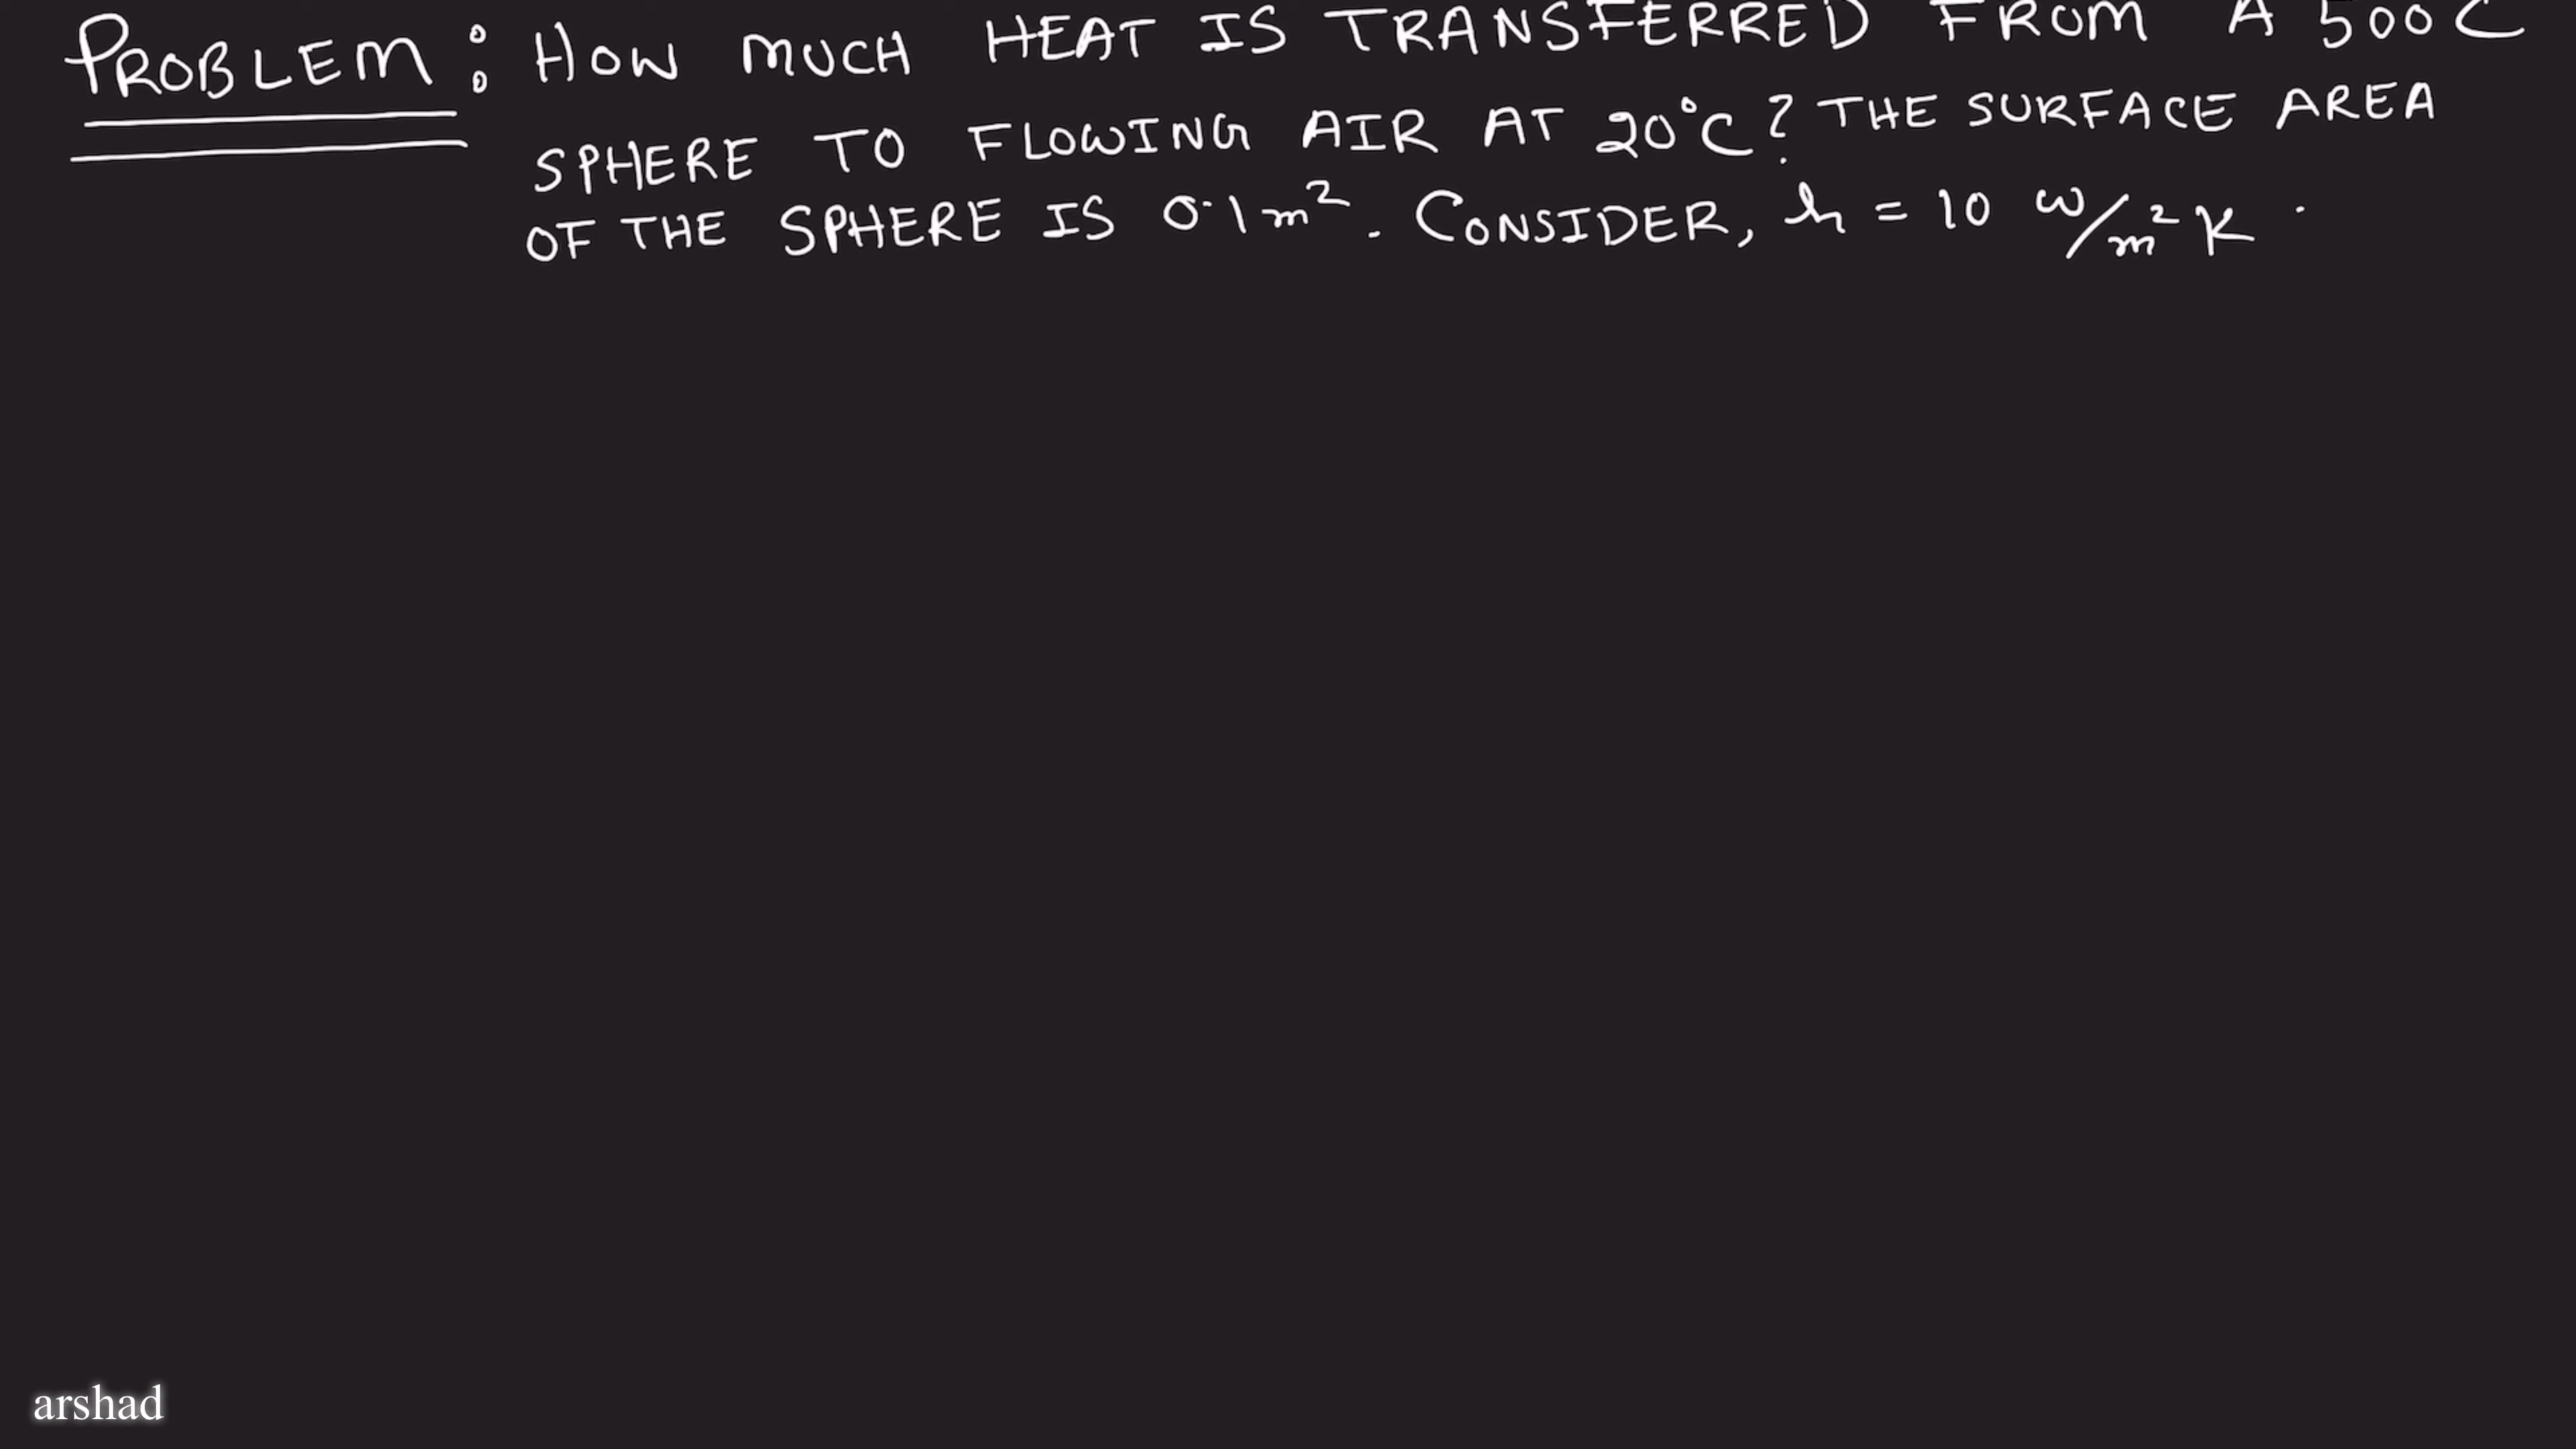 PROBLEM: HOW MUCH HEAT IS TRANSFERRED FROM A 500C
SPHERE TO FLOWING AIR AT 20°C? THE SURFACE AREA
OF THE SPHERE IS 0.1m². CONSIDER, h = 10 W/m²K.
arshad